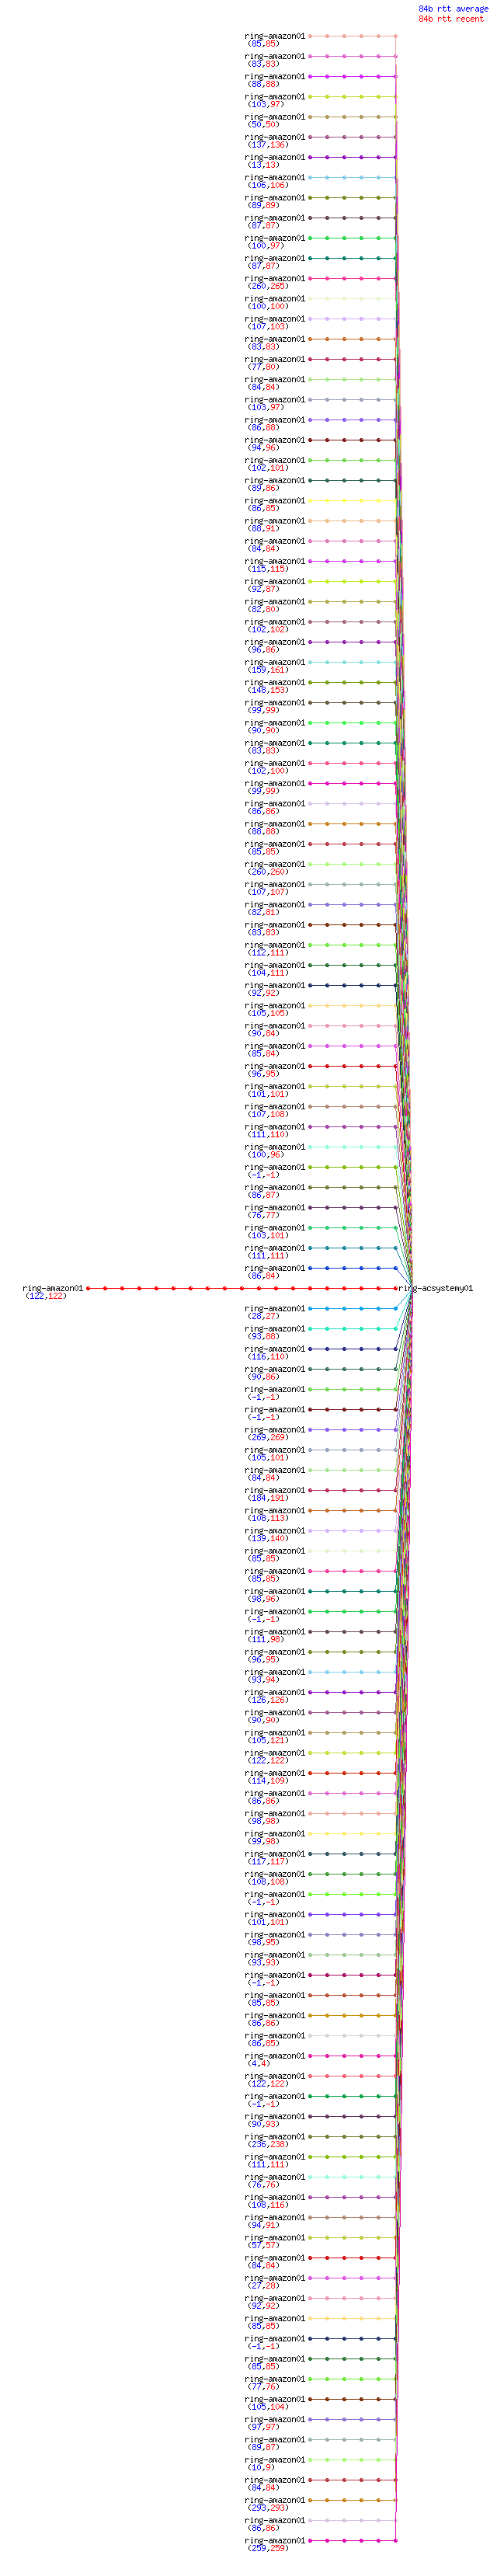 84b rtt average
84b rtt recent
ring-amazon01
(85,85)
ring-amazon01
(83,83)
ring-amazon01
(88,88)
ring-amazon01
(103,97)
ring-amazon01
(50,50)
ring-amazon01
(137,136)
ring-amazon01
(13,13)
ring-amazon01
(106,106)
ring-amazon01
(89,89)
ring-amazon01
(87,87)
ring-amazon01
(100,97)
ring-amazon01
(87,87)
ring-amazon01
(260,265)
ring-amazon01
(100,100)
ring-amazon01
(107,103)
ring-amazon01
(83,83)
ring-amazon01
(77,80)
ring-amazon01
(84,84)
ring-amazon01
(103,97)
ring-amazon01
(86,88)
ring-amazon01
(94,96)
ring-amazon01
(102,101)
ring-amazon01
(89,86)
ring-amazon01
(86,85)
ring-amazon01
(88,91)
ring-amazon01
(84,84)
ring-amazon01
(115,115)
ring-amazon01
(92,87)
ring-amazon01
(82,80)
ring-amazon01
(102,102)
ring-amazon01
(96,86)
ring-amazon01
(159,161)
ring-amazon01
(148,153)
ring-amazon01
(99,99)
ring-amazon01
(90,90)
ring-amazon01
(83,83)
ring-amazon01
(102,100)
ring-amazon01
(99,99)
ring-amazon01
(86,86)
ring-amazon01
(88,88)
ring-amazon01
(85,85)
ring-amazon01
(260,260)
ring-amazon01
(107,107)
ring-amazon01
(82,81)
ring-amazon01
(83,83)
ring-amazon01
(112,111)
ring-amazon01
(104,111)
ring-amazon01
(92,92)
ring-amazon01
(105,105)
ring-amazon01
(90,84)
ring-amazon01
(85,84)
ring-amazon01
(96,95)
ring-amazon01
(101,101)
ring-amazon01
(107,108)
ring-amazon01
(111,110)
ring-amazon01
(100,96)
ring-amazon01
(-1,-1)
ring-amazon01
(86,87)
ring-amazon01
(76,77)
ring-amazon01
(103,101)
ring-amazon01
(111,111)
ring-amazon01
(86,84)
ring-amazon01 ring-acsystemy01
(122,122)
ring-amazon01
(28,27)
ring-amazon01
(93,88)
ring-amazon01
(116,110)
ring-amazon01
(90,86)
ring-amazon01
(-1,-1)
ring-amazon01
(-1,-1)
ring-amazon01
(269,269)
ring-amazon01
(105,101)
ring-amazon01
(84,84)
ring-amazon01
(184,191)
ring-amazon01
(108,113)
ring-amazon01
(139,140)
ring-amazon01
(85,85)
ring-amazon01
(85,85)
ring-amazon01
(98,96)
ring-amazon01
(-1,-1)
ring-amazon01
(111,98)
ring-amazon01
(96,95)
ring-amazon01
(93,94)
ring-amazon01
(126,126)
ring-amazon01
(90,90)
ring-amazon01
(105,121)
ring-amazon01
(122,122)
ring-amazon01
(114,109)
ring-amazon01
(86,86)
ring-amazon01
(98,98)
ring-amazon01
(99,98)
ring-amazon01
(117,117)
ring-amazon01
(108,108)
ring-amazon01
(-1,-1)
ring-amazon01
(101,101)
ring-amazon01
(98,95)
ring-amazon01
(93,93)
ring-amazon01
(-1,-1)
ring-amazon01
(85,85)
ring-amazon01
(86,86)
ring-amazon01
(86,85)
ring-amazon01
(4,4)
ring-amazon01
(122,122)
ring-amazon01
(-1,-1)
ring-amazon01
(90,93)
ring-amazon01
(236,238)
ring-amazon01
(111,111)
ring-amazon01
(76,76)
ring-amazon01
(108,116)
ring-amazon01
(94,91)
ring-amazon01
(57,57)
ring-amazon01
(84,84)
ring-amazon01
(27,28)
ring-amazon01
(92,92)
ring-amazon01
(85,85)
ring-amazon01
(-1,-1)
ring-amazon01
(85,85)
ring-amazon01
(77,76)
ring-amazon01
(105,104)
ring-amazon01
(97,97)
ring-amazon01
(89,87)
ring-amazon01
(10,9)
ring-amazon01
(84,84)
ring-amazon01
(293,293)
ring-amazon01
(86,86)
ring-amazon01
(259,259)